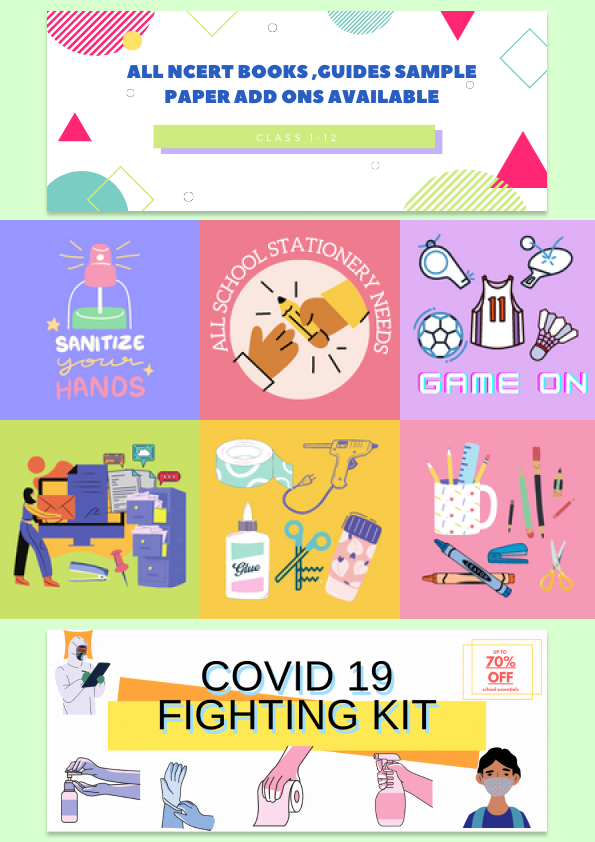 ALL NCERT BOOKS ,GUIDES SAMPLE
PAPER ADD ONS AVAILABLE
CLASS 1-12
SANITIZE
your
HANDS
ALL SCHOOL STATIONERY NEEDS
11
GAME ON
Glue
COVID 19
FIGHTING KIT
UP TO
70%
OFF
school essentials